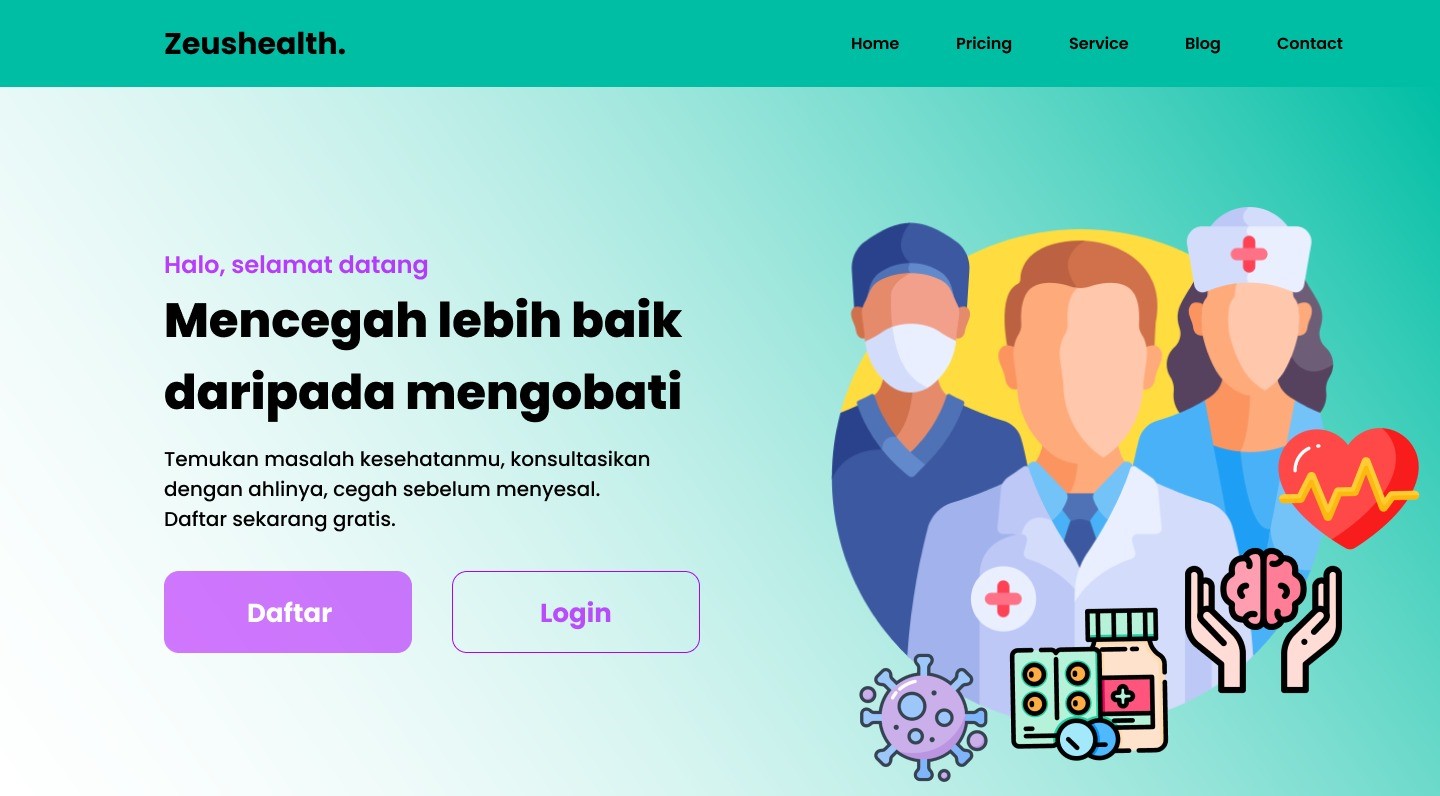 Zeushealth.
Home Pricing Service Blog Contact
Halo, selamat datang
Mencegah lebih baik
daripada mengobati
Temukan masalah kesehatanmu, konsultasikan
dengan ahlinya, cegah sebelum menyesal.
Daftar sekarang gratis.
Daftar Login